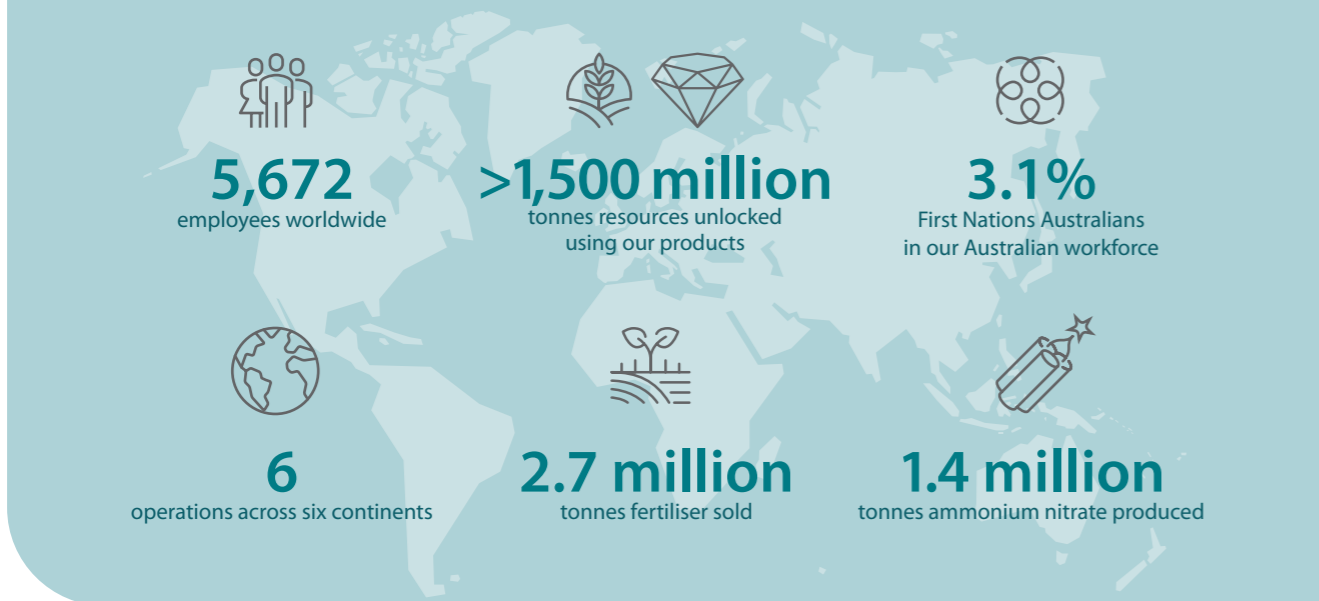 5,672
employees worldwide
>1,500 million
tonnes resources unlocked
using our products
3.1%
First Nations Australians
in our Australian workforce
6
operations across six continents
2.7 million
tonnes fertiliser sold
1.4 million
tonnes ammonium nitrate produced